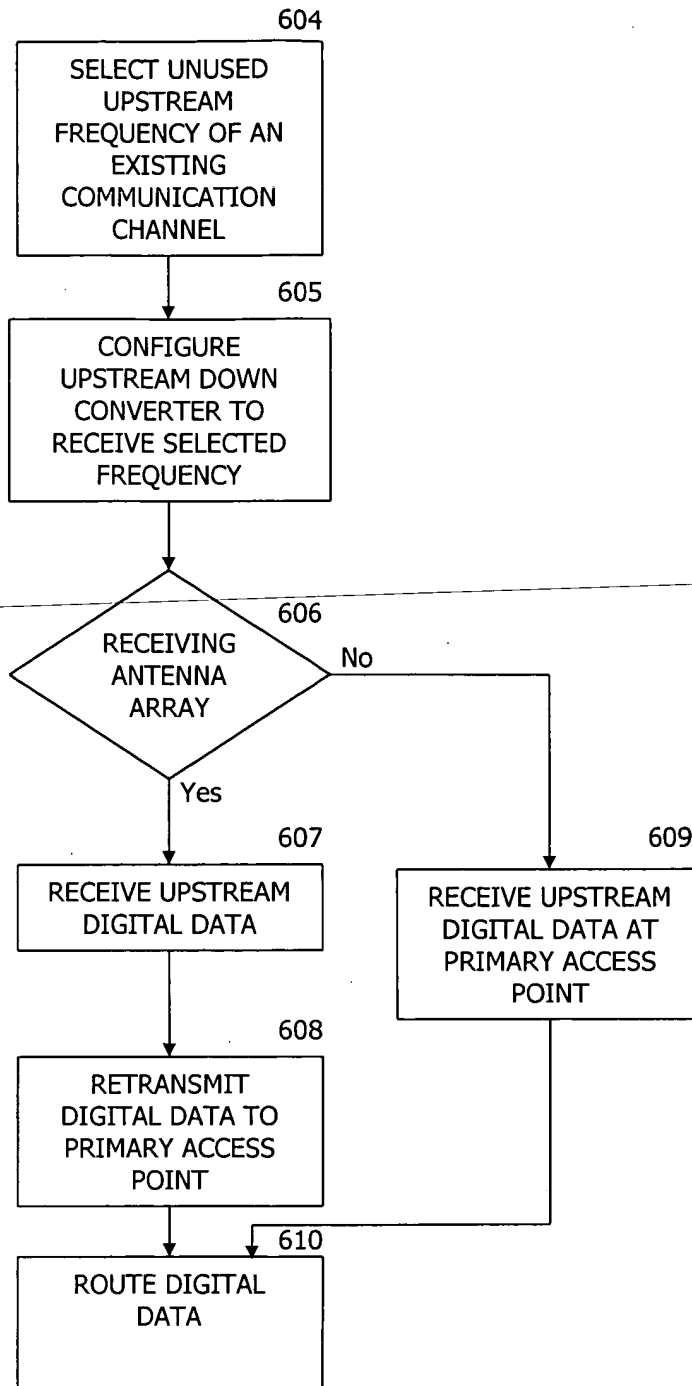 604
SELECT UNUSED
UPSTREAM
FREQUENCY OF AN
EXISTING
COMMUNICATION
CHANNEL
605
CONFIGURE
UPSTREAM DOWN
CONVERTER TO
RECEIVE SELECTED
FREQUENCY
606
RECEIVING
ANTENNA
ARRAY
No
Yes
607
RECEIVE UPSTREAM
DIGITAL DATA
609
RECEIVE UPSTREAM
DIGITAL DATA AT
PRIMARY ACCESS
POINT
608
RETRANSMIT
DIGITAL DATA TO
PRIMARY ACCESS
POINT
610
ROUTE DIGITAL
DATA